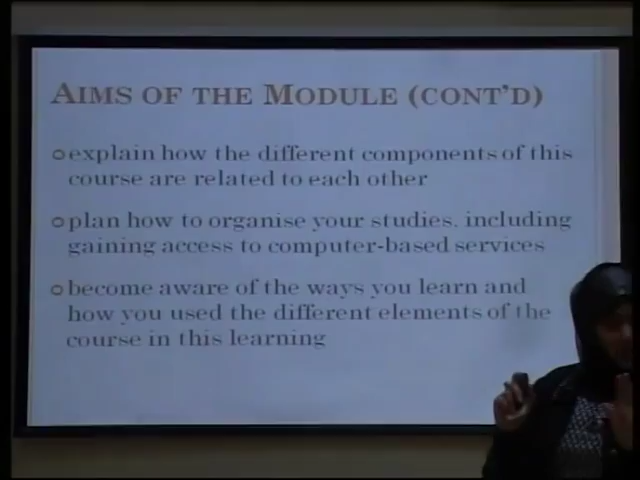 AIMS OF THE MODULE (CONT'D)
explain how the different components of this
course are related to each other
plan how to organise your studies, including
gaining access to computer-based services
become aware of the ways you learn and
how you used the different elements of the
course in this learning